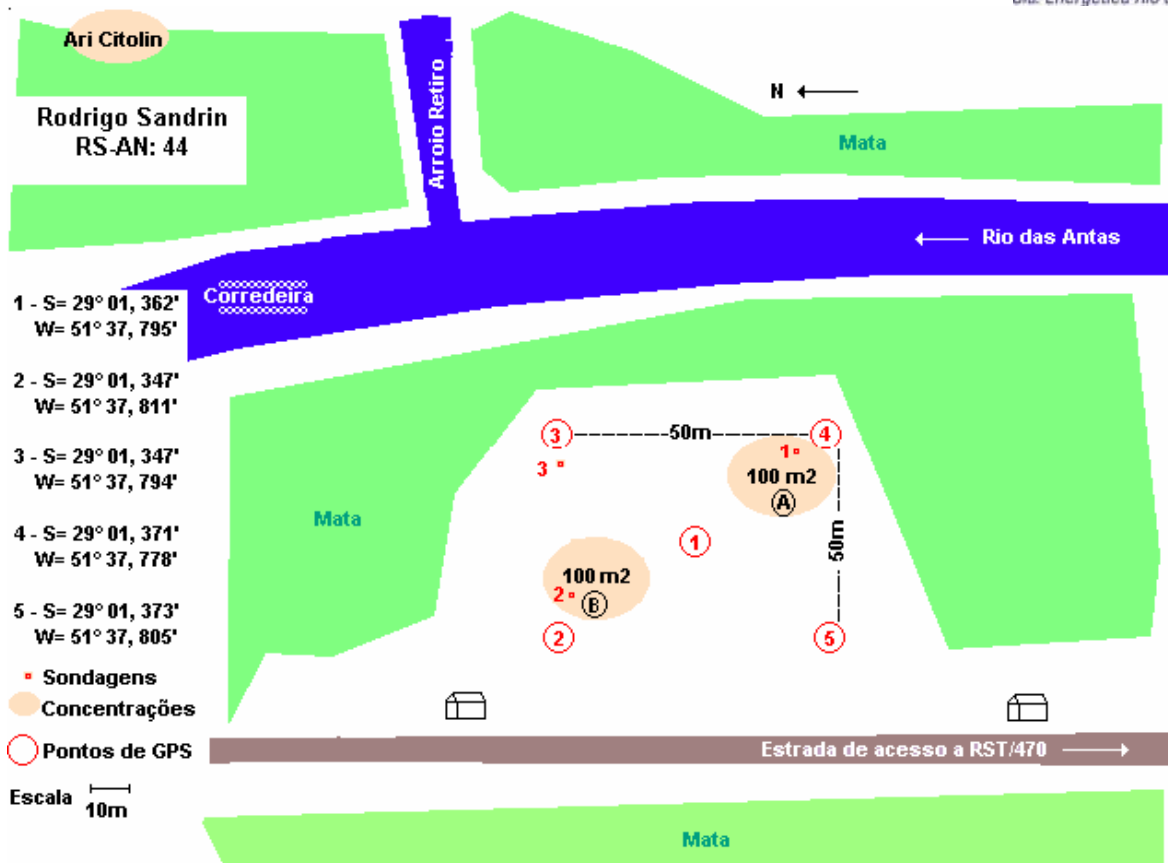 Ari Citolin
Rodrigo Sandrin
RS-AN: 44
Arroio Retiro
N
Mata
Rio das Antas
Corredeira
1 - S= 29° 01, 362'
W= 51° 37, 795'
2 - S= 29° 01, 347'
W= 51° 37, 811'
3 - S= 29° 01, 347'
W= 51° 37, 794'
4 - S= 29° 01, 371'
W= 51° 37, 778'
5 - S= 29° 01, 373'
W= 51° 37, 805'
3
50m
4
3
1
100 m2
A
Mata
1
50m
100 m2
2
B
2
5
Sondagens
Concentrações
Pontos de GPS
Escala
10m
Estrada de acesso a RST/470
Mata